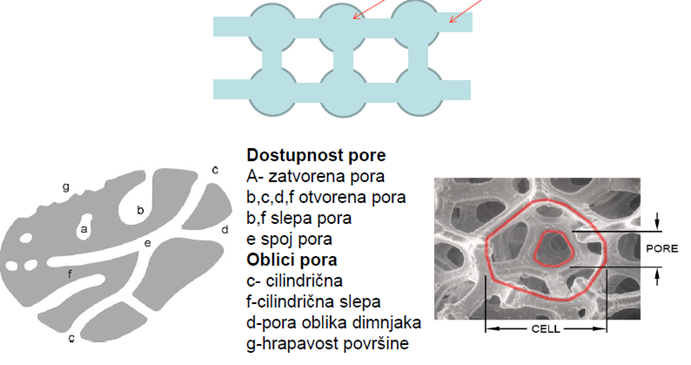 g
c
b
a
d
e
f
c
Dostupnost pore
A- zatvorena pora
b,c,d,f otvorena pora
b,f slepa pora
e spoj pora
Oblici pora
c- cilindrična
f-cilindrična slepa
d-pora oblika dimnjaka
g-hrapavost površine
PORE
CELL